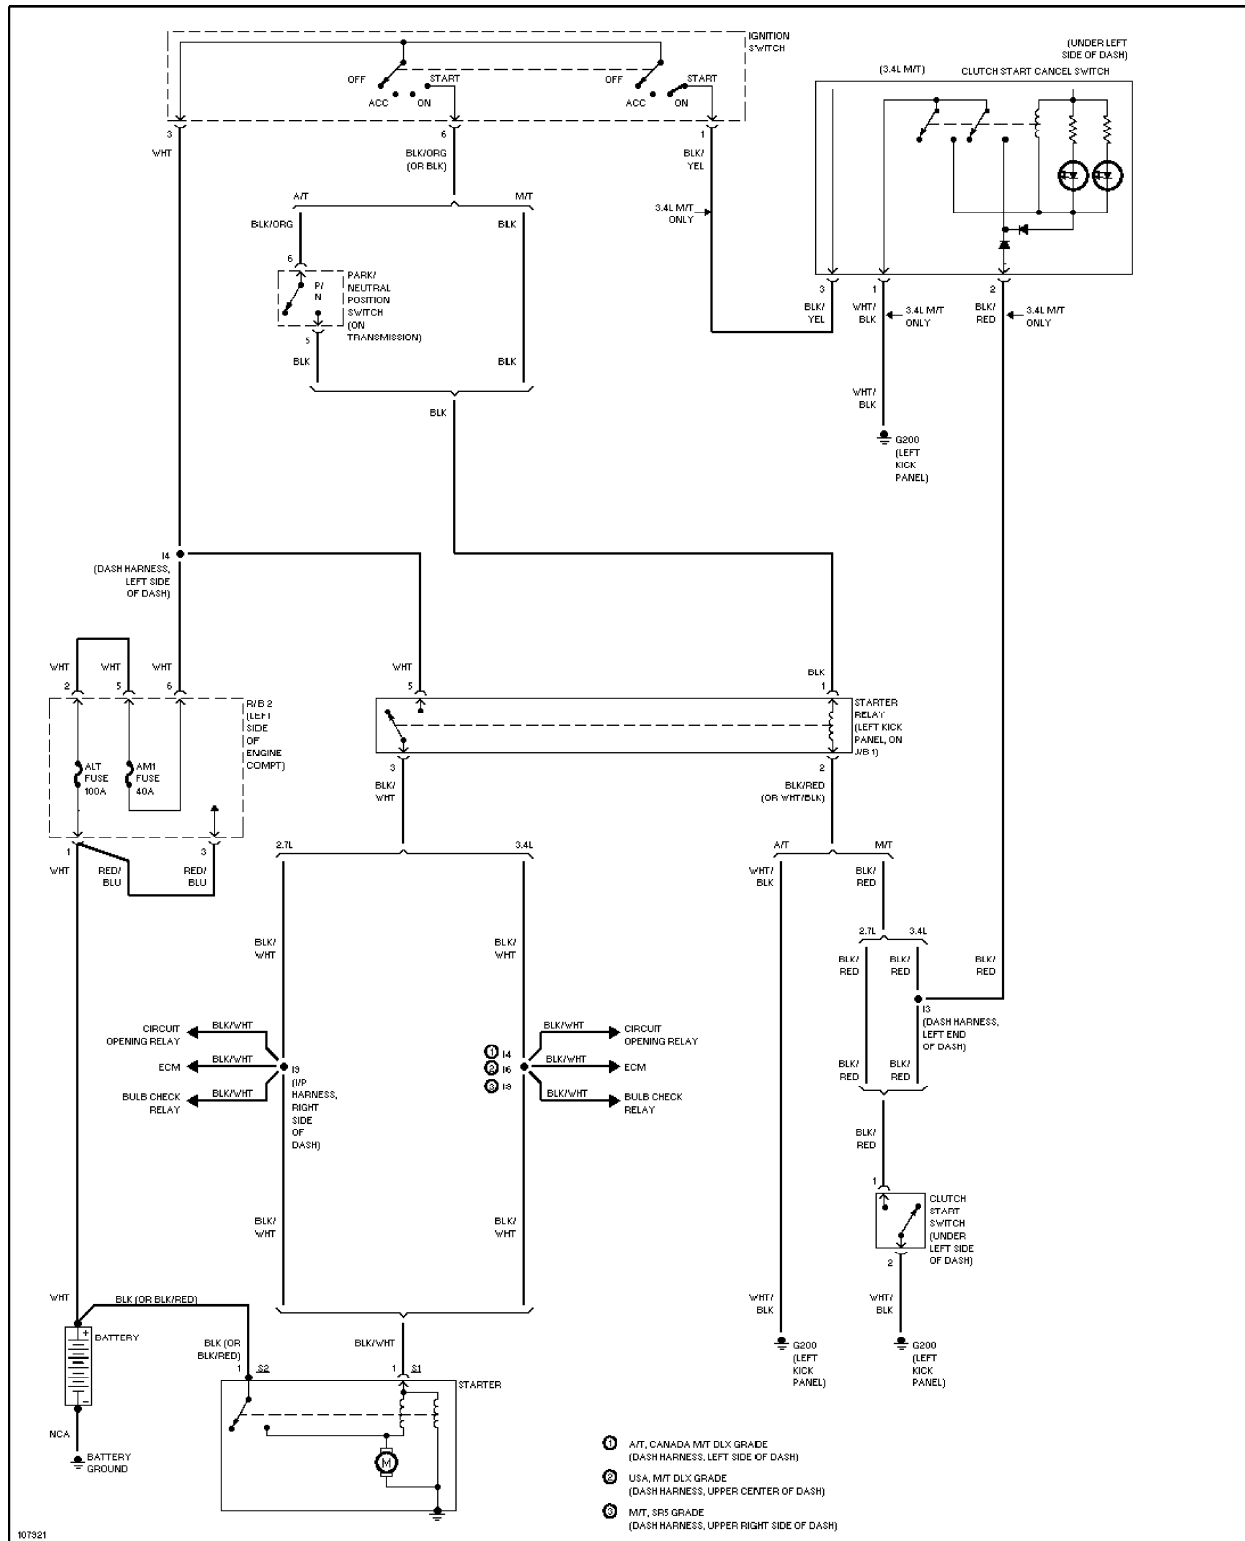 IGNITION
SWITCH
OFF
START
ACC
ON
OFF
START
ACC
ON
(3.4L M/T)
(UNDER LEFT
SIDE OF DASH)
CLUTCH START CANCEL SWITCH
3
6
1
WHT
BLK/ORG
(OR BLK)
BLK/
YEL
3.4L M/T
ONLY
A/T
M/T
BLK/ORG
BLK
6
P/
N
PARK/
NEUTRAL
POSITION
SWITCH
(ON
TRANSMISSION)
5
BLK
BLK
BLK
3
1
2
BLK/
YEL
WHT/
BLK
3.4L M/T
ONLY
BLK/
RED
3.4L M/T
ONLY
WHT/
BLK
G200
(LEFT
KICK
PANEL)
I4
(DASH HARNESS,
LEFT SIDE
OF DASH)
WHT
WHT
WHT
WHT
BLK
2
5
6
5
1
R/B 2
(LEFT
SIDE
OF
ENGINE
COMPT)
ALT
FUSE
100A
AM1
FUSE
40A
STARTER
RELAY
(LEFT KICK
PANEL, ON
J/B 1)
1
3
3
2
WHT
RED/
BLU
RED/
BLU
BLK/
WHT
BLK/RED
(OR WHT/BLK)
2.7L
3.4L
A/T
M/T
WHT/
BLK
BLK/
RED
2.7L
3.4L
BLK/
WHT
BLK/
WHT
BLK/
RED
BLK/
RED
BLK/
RED
I3
(DASH HARNESS,
LEFT END
OF DASH)
CIRCUIT
OPENING RELAY
BLK/WHT
ECM
BLK/WHT
BULB CHECK
RELAY
BLK/WHT
I9
(I/P
HARNESS,
RIGHT
SIDE
OF
DASH)
1 I4
2 I6
3 I9
BLK/WHT
CIRCUIT
OPENING RELAY
BLK/WHT
ECM
BLK/WHT
BULB CHECK
RELAY
BLK/
RED
BLK/
RED
BLK/
RED
1
CLUTCH
START
SWITCH
(UNDER
LEFT SIDE
OF DASH)
2
BLK/
WHT
BLK/
WHT
WHT
BLK (OR BLK/RED)
WHT/
BLK
WHT/
BLK
+
BATTERY
-
BLK (OR
BLK/RED)
BLK/WHT
1 S2
1 S1
STARTER
M
G200
(LEFT
KICK
PANEL)
G200
(LEFT
KICK
PANEL)
NCA
BATTERY
GROUND
1 A/T, CANADA M/T DLX GRADE
(DASH HARNESS, LEFT SIDE OF DASH)
2 USA, M/T DLX GRADE
(DASH HARNESS, UPPER CENTER OF DASH)
3 M/T, SR5 GRADE
(DASH HARNESS, UPPER RIGHT SIDE OF DASH)
107321